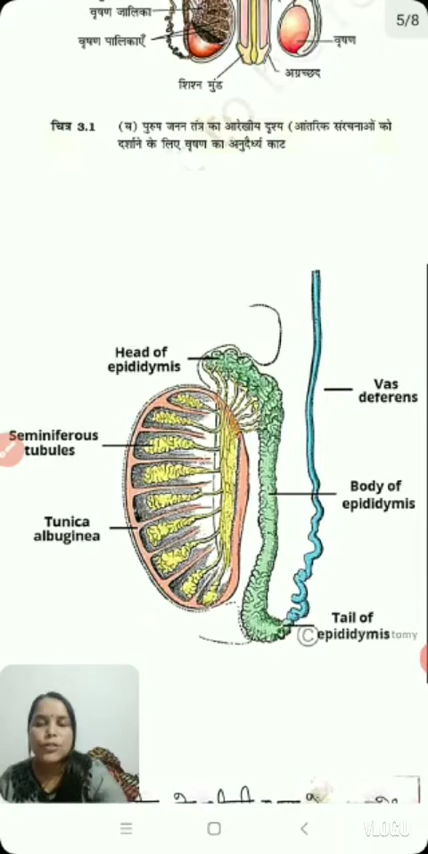 वृषण जालिका
5/8
वृषण पालिकाएँ
वृषण
शिश्न मुंड
अग्रच्छद
चित्र 3.1 (ब) पुरुष जनन तंत्र का आरेखीय दृश्य (आंतरिक संरचनाओं को
दर्शाने के लिए वृषण का अनुदैर्ध्य काट
Head of
epididymis
Vas
deferens
Seminiferous
tubules
Body of
epididymis
Tunica
albuginea
Tail of
©epididymis tomy
VLOGU